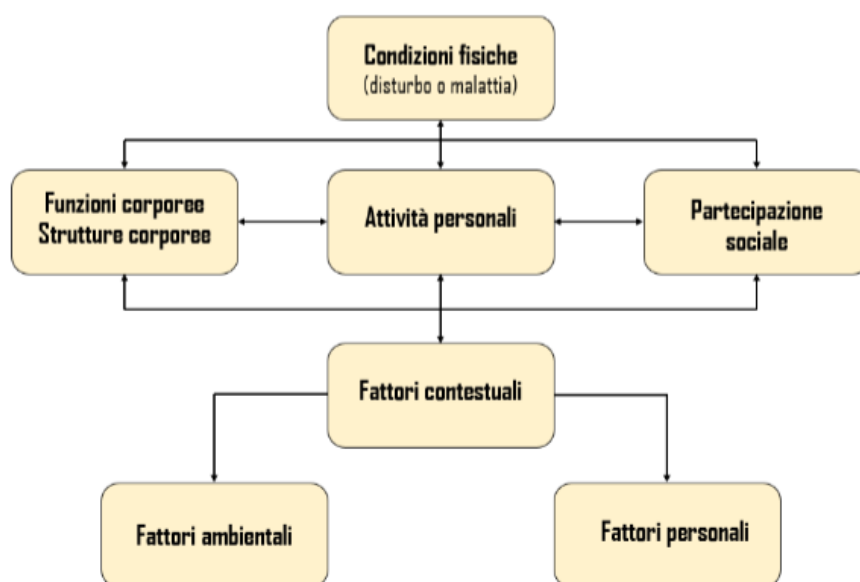 Condizioni fisiche
(disturbo o malattia)
Funzioni corporee
Strutture corporee
Attività personali
Partecipazione
sociale
Fattori contestuali
Fattori ambientali
Fattori personali